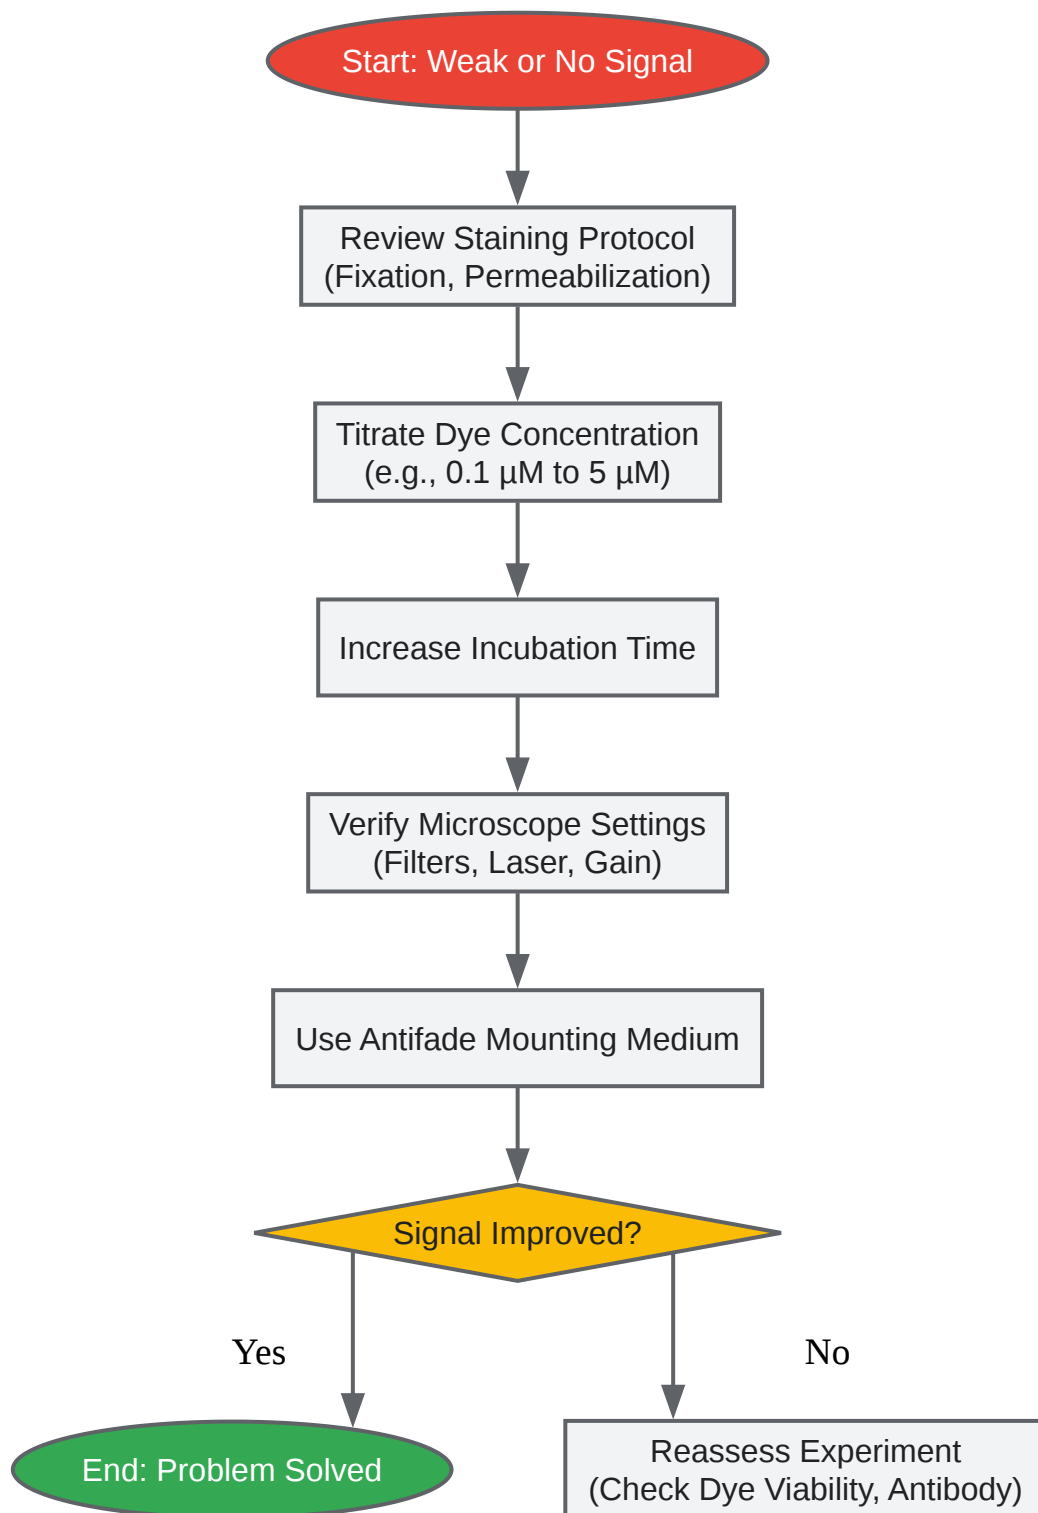 Start: Weak or No Signal
Review Staining Protocol
(Fixation, Permeabilization)
Titrate Dye Concentration
(e.g., 0.1 µM to 5 µM)
Increase Incubation Time
Verify Microscope Settings
(Filters, Laser, Gain)
Use Antifade Mounting Medium
Signal Improved?
Yes
No
End: Problem Solved
Reassess Experiment
(Check Dye Viability, Antibody)